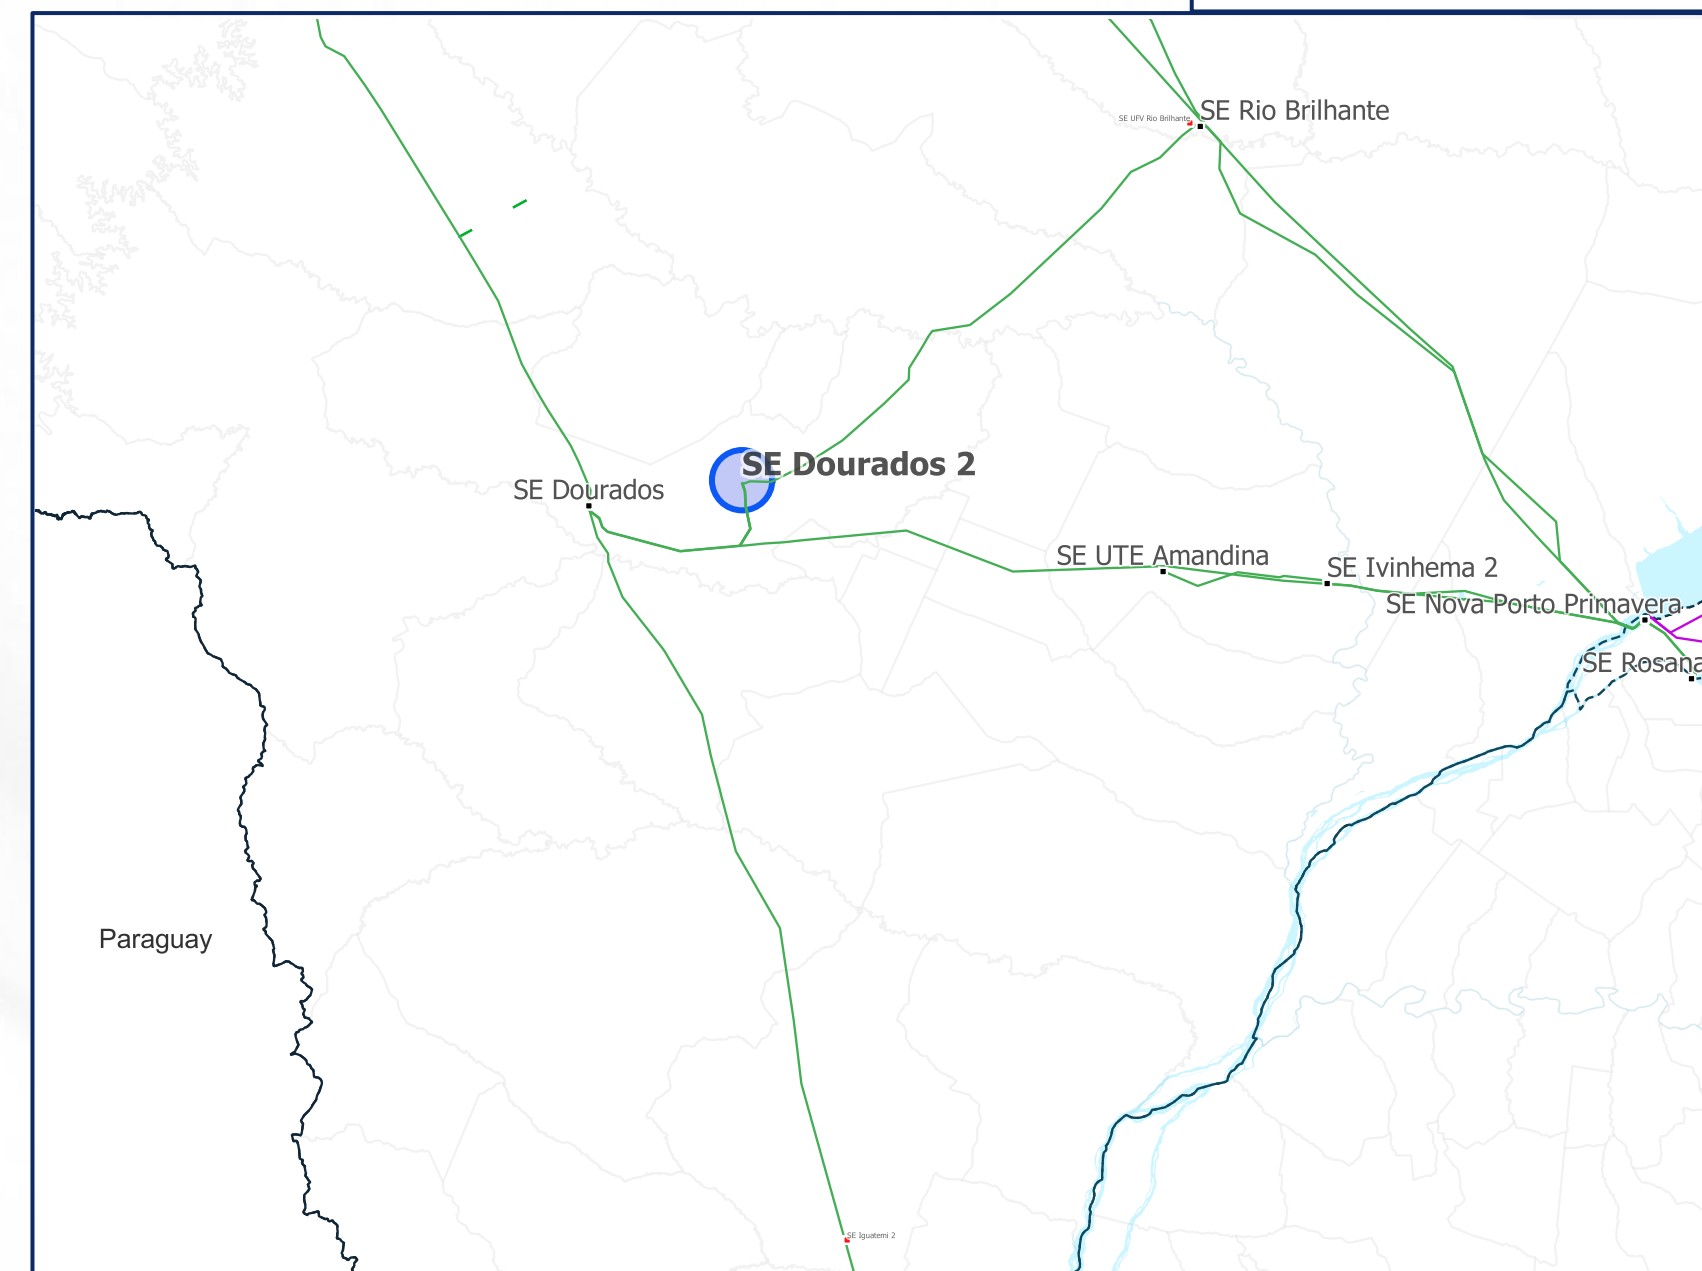 SE Rio Brilhante
SE UFV Rio Brilhante
SE Dourados 2
SE Dourados
SE UTE Amandina
SE Ivinhema 2
SE Nova Porto Primavera
SE Rosana
Paraguay
SE Iguatemi 2